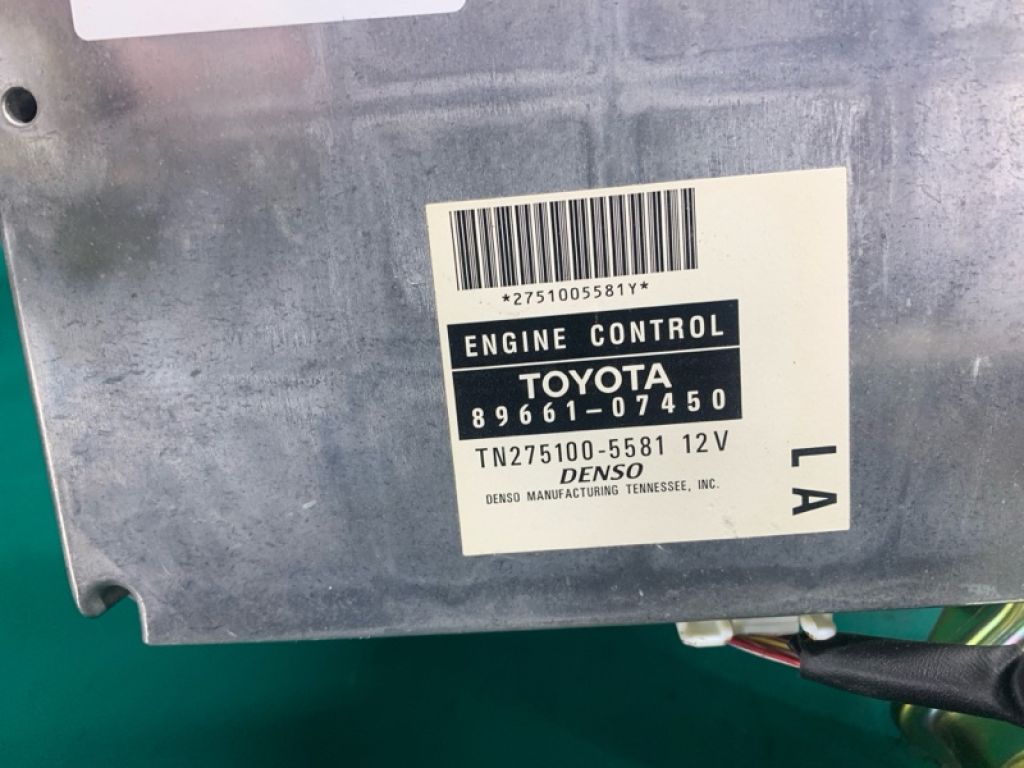 *2751005581Y*
ENGINE CONTROL
TOYOTA
89661-07450
TN275100-5581 12V
DENSO
DENSO MANUFACTURING TENNESSEE, INC.
LA